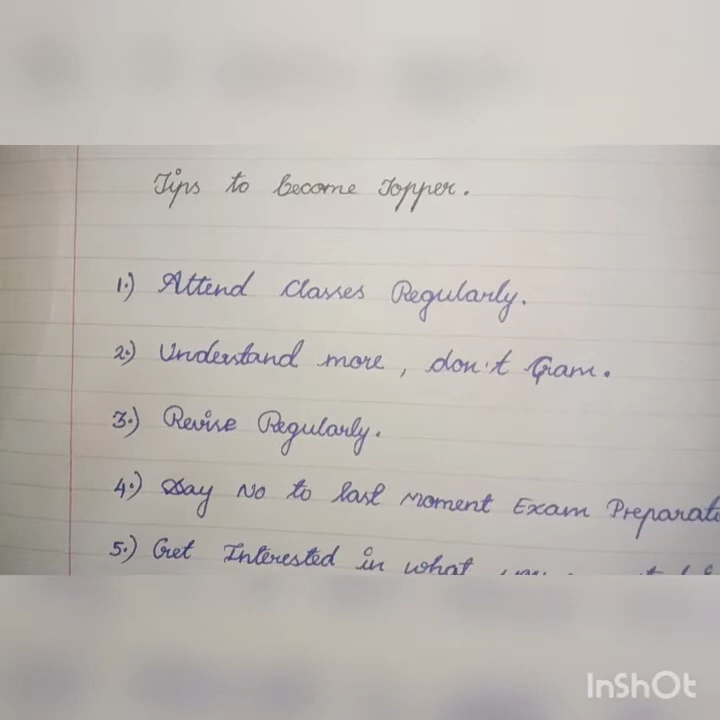 Tips to become Topper.
1.) Attend classes Regularly.
2.) Understand more, don't Cram.
3.) Revise Regularly.
4.) Say No to last moment Exam Preparati
5.) Get Interested in what
InShOt